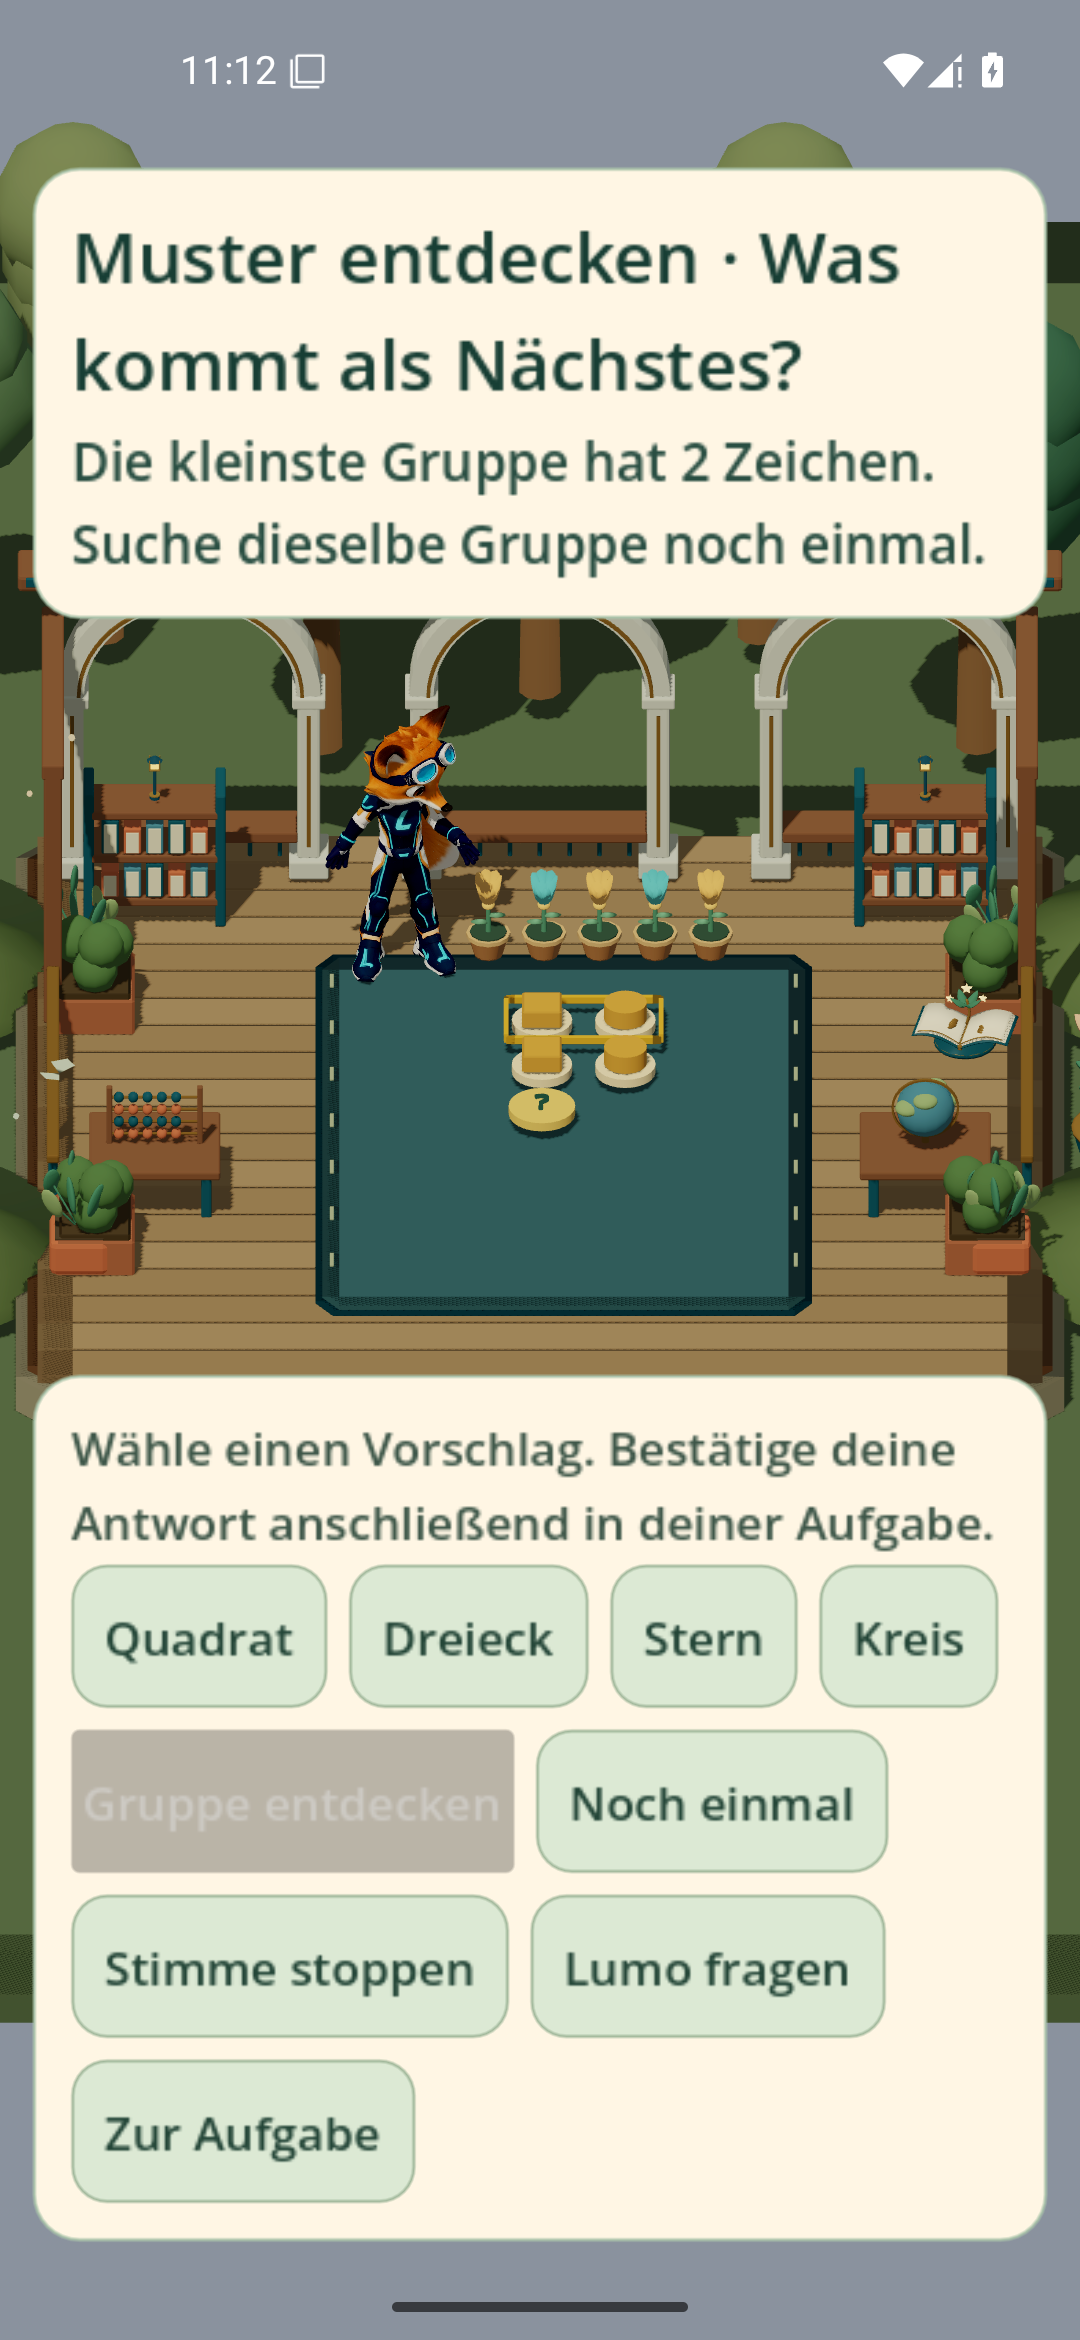 11:12
Muster entdecken · Was
kommt als Nächstes?
Die kleinste Gruppe hat 2 Zeichen.
Suche dieselbe Gruppe noch einmal.
?
Wähle einen Vorschlag. Bestätige deine
Antwort anschließend in deiner Aufgabe.
Quadrat Dreieck Stern Kreis
Gruppe entdecken Noch einmal
Stimme stoppen Lumo fragen
Zur Aufgabe